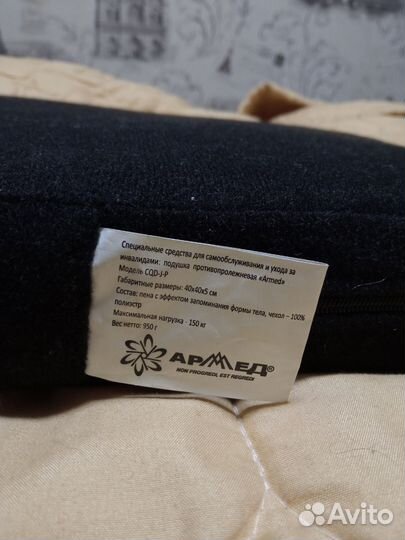 Специальные средства для самообслуживания и ухода за
инвалидами: подушка противопролежневая «Armed»
Модель CQD-J-P
Габаритные размеры: 40х40х5 см
Состав: пена с эффектом запоминания формы тела, чехол – 100%
полиэстр
Максимальная нагрузка - 150 кг
Вес нетто: 950 г
АРМЕД®
NON PROGREDI, EST REGREDI
Avito